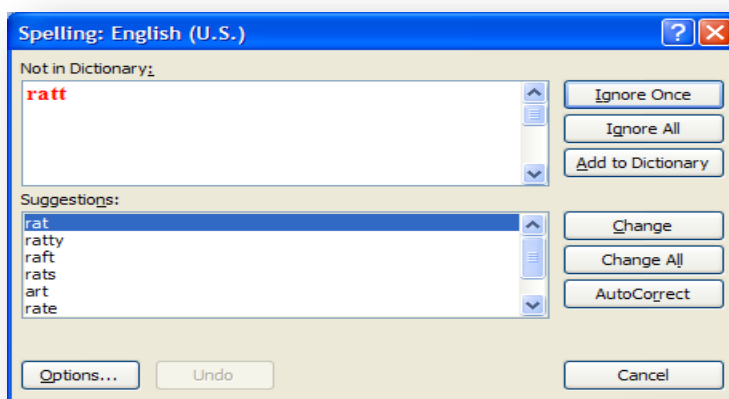 Spelling: English (U.S.)
Not in Dictionary:
ratt
Ignore Once
Ignore All
Add to Dictionary
Suggestions:
rat
ratty
raft
rats
art
rate
Change
Change All
AutoCorrect
Options...
Undo
Cancel